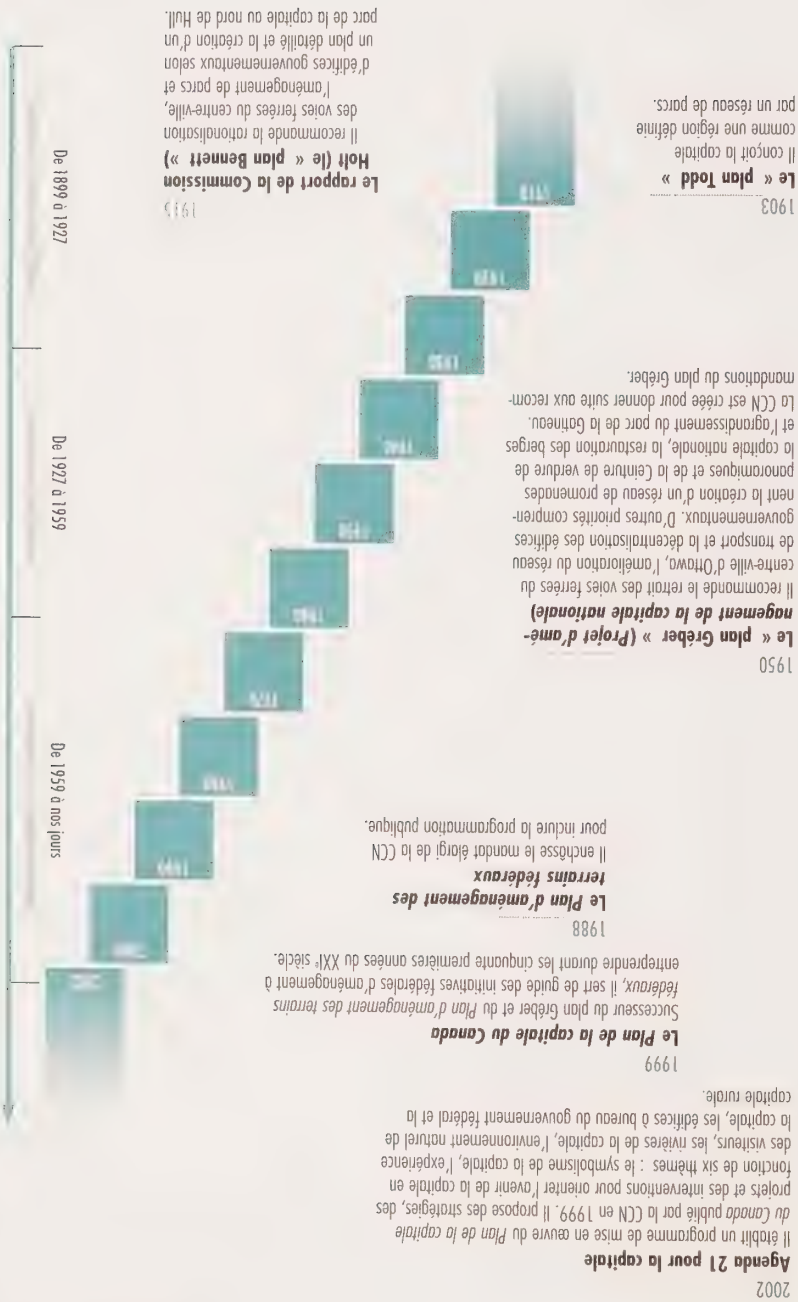 1903
Le « plan Todd »
Il conçoit la capitale
comme une région définie
par un réseau de parcs.
1915
Le rapport de la Commission
Holt (le « plan Bennett »)
Il recommande la rationalisation
des voies ferrées du centre-ville,
l'aménagement de parcs et
d'édifices gouvernementaux selon
un plan détaillé et la création d'un
parc de la capitale au nord de Hull.
De 1899 à 1927
1950
Le « plan Gréber » (Projet d'amé-
nagement de la capitale nationale)
Il recommande le retrait des voies ferrées du
centre-ville d'Ottawa, l'amélioration du réseau
de transport et la décentralisation des édifices
gouvernementaux. D'autres priorités compren-
nent la création d'un réseau de promenades
panoramiques et de la Ceinture de verdure de
la capitale nationale, la restauration des berges
et l'agrandissement du parc de la Gatineau.
La CCN est créée pour donner suite aux recom-
mandations du plan Gréber.
De 1927 à 1959
1988
Le Plan d'aménagement des
terrains fédéraux
Il enchâsse le mandat élargi de la CCN
pour inclure la programmation publique.
1999
Le Plan de la capitale du Canada
Successeur du plan Gréber et du Plan d'aménagement des terrains
fédéraux, il sert de guide des initiatives fédérales d'aménagement à
entreprendre durant les cinquante premières années du XXIe siècle.
De 1959 à nos jours
2002
Agenda 21 pour la capitale
Il établit un programme de mise en œuvre du Plan de la capitale
du Canada publié par la CCN en 1999. Il propose des stratégies, des
projets et des interventions pour orienter l'avenir de la capitale en
fonction de six thèmes : le symbolisme de la capitale, l'expérience
des visiteurs, les rivières de la capitale, l'environnement naturel de
la capitale, les édifices à bureau du gouvernement fédéral et la
capitale rurale.
1920
1930
1940
1950
1960
1970
1980
1990